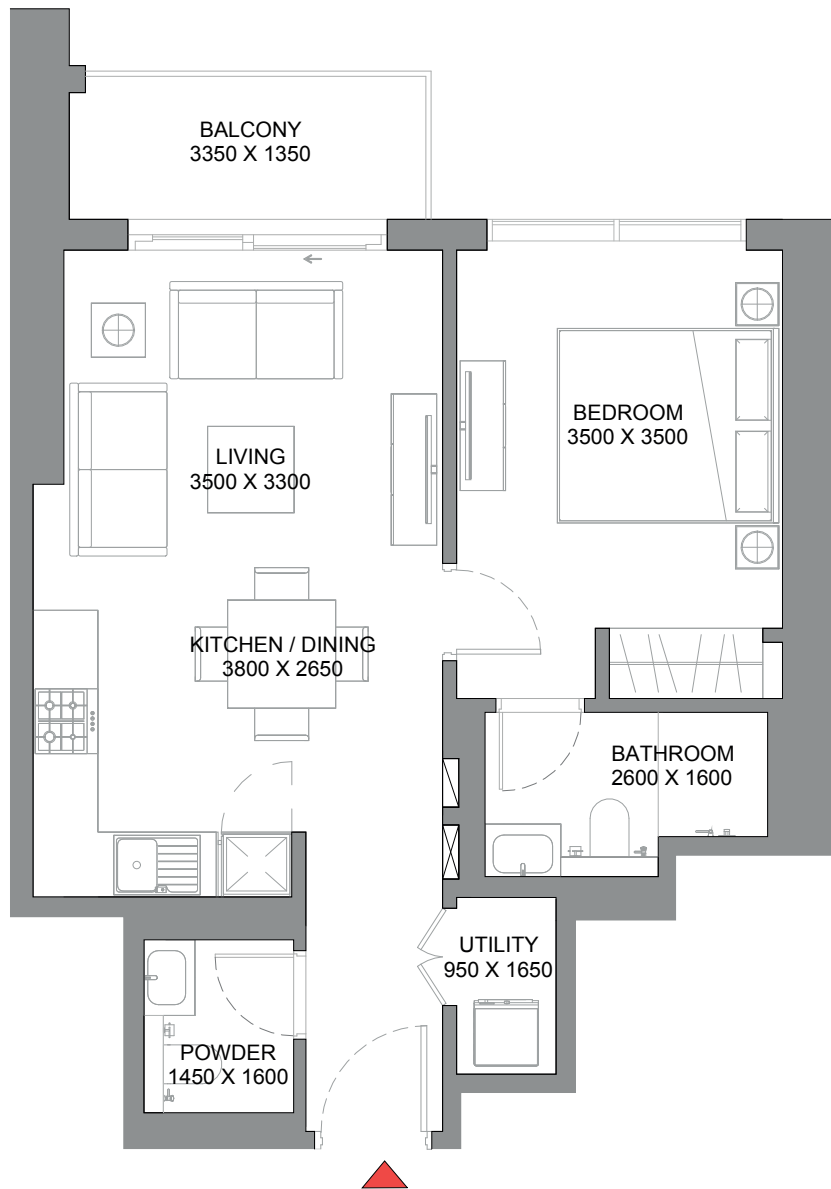 BALCONY
3350 X 1350
BEDROOM
3500 X 3500
LIVING
3500 X 3300
KITCHEN / DINING
3800 X 2650
BATHROOM
2600 X 1600
UTILITY
950 X 1650
POWDER
1450 X 1600